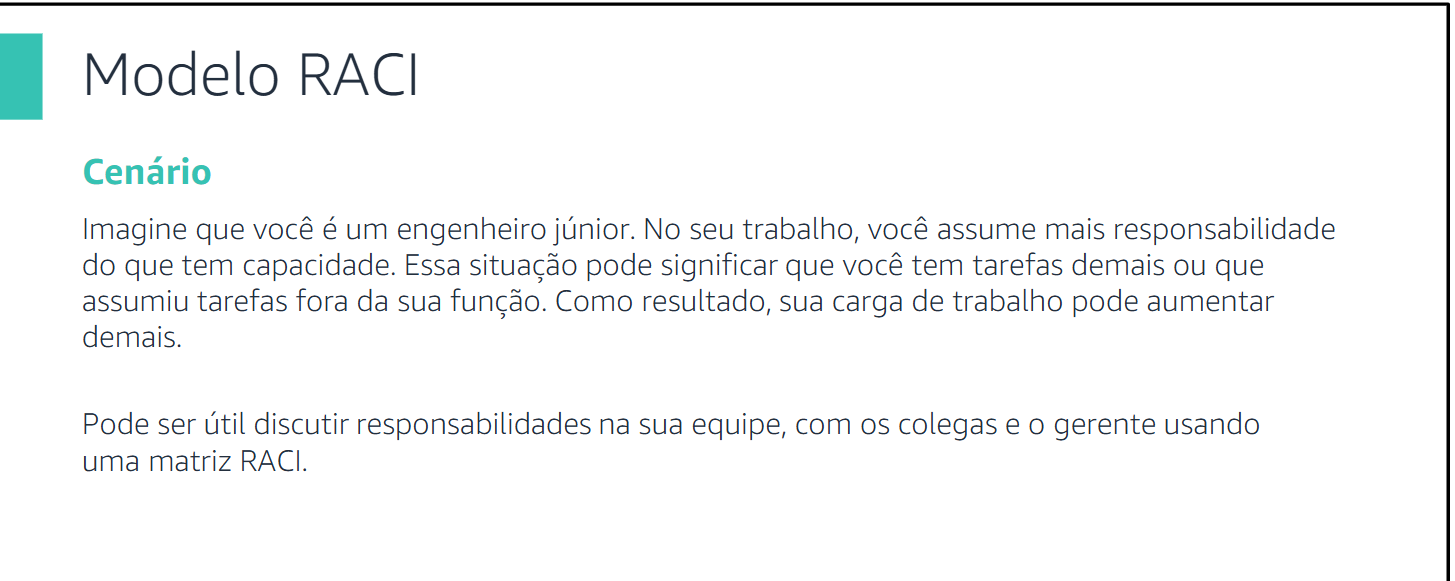 Modelo RACI
Cenário
Imagine que você é um engenheiro júnior. No seu trabalho, você assume mais responsabilidade
do que tem capacidade. Essa situação pode significar que você tem tarefas demais ou que
assumiu tarefas fora da sua função. Como resultado, sua carga de trabalho pode aumentar
demais.
Pode ser útil discutir responsabilidades na sua equipe, com os colegas e o gerente usando
uma matriz RACI.